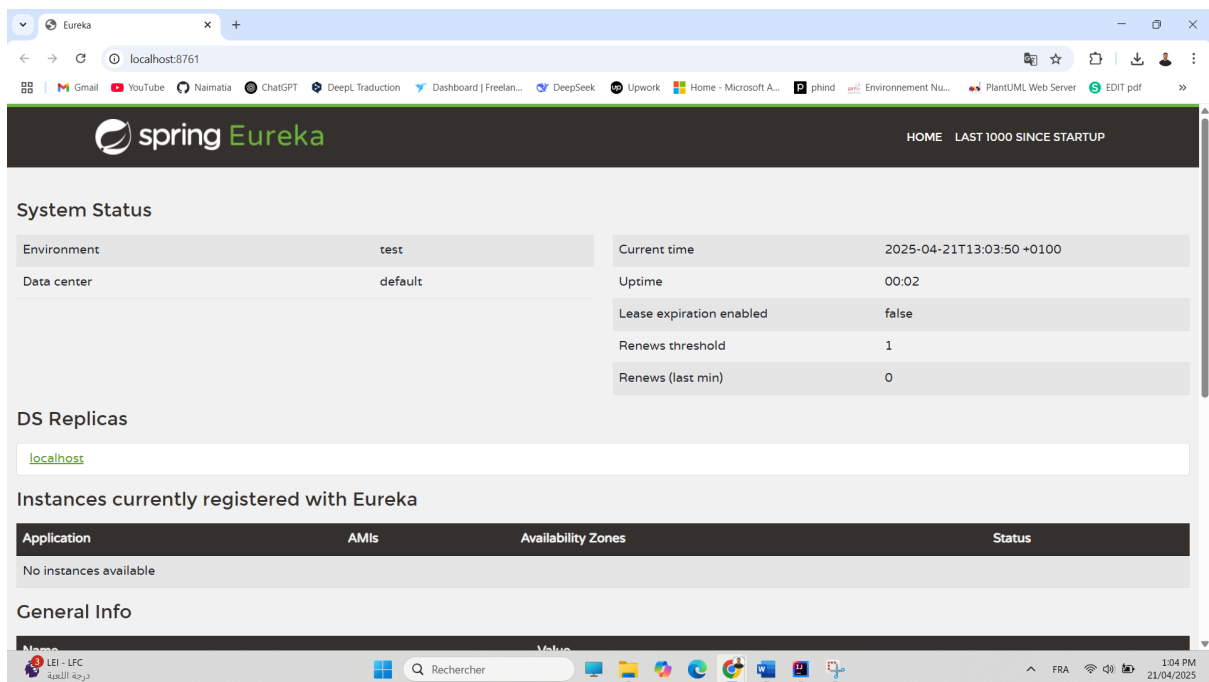 Eureka
localhost:8761
Gmail YouTube Naimatia ChatGPT DeepL Traduction Dashboard | Freelan... DeepSeek Upwork Home - Microsoft A... phind Environnement Nu... PlantUML Web Server EDIT pdf
spring Eureka HOME LAST 1000 SINCE STARTUP
System Status
Environment test Current time 2025-04-21T13:03:50 +0100
Data center default Uptime 00:02
Lease expiration enabled false
Renews threshold 1
Renews (last min) 0
DS Replicas
localhost
Instances currently registered with Eureka
Application AMIs Availability Zones Status
No instances available
General Info
Name Value
3 LEI - LFC
درجة اللعبة
Rechercher
FRA
1:04 PM
21/04/2025